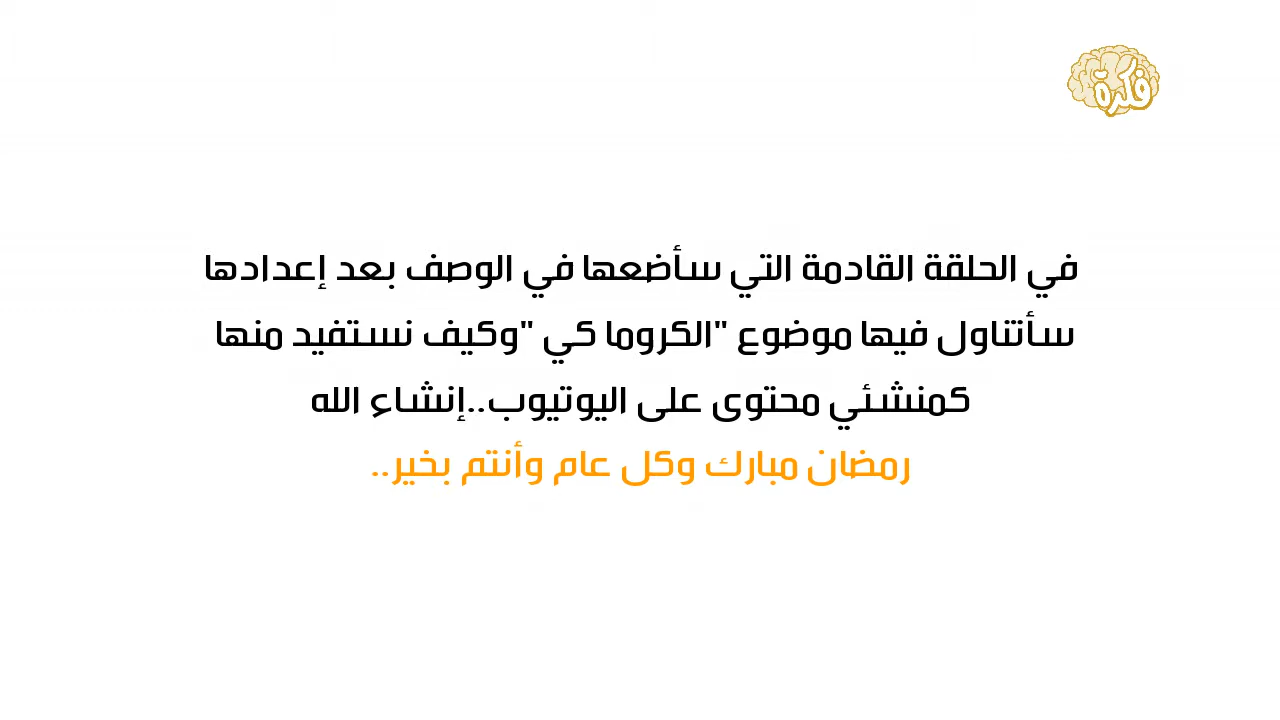 فكرة
في الحلقة القادمة التي سأضعها في الوصف بعد إعدادها
سأتناول فيها موضوع "الكروما كي "وكيف نستفيد منها
كمنشئي محتوى على اليوتيوب..إنشاء الله
رمضان مبارك وكل عام وأنتم بخير..